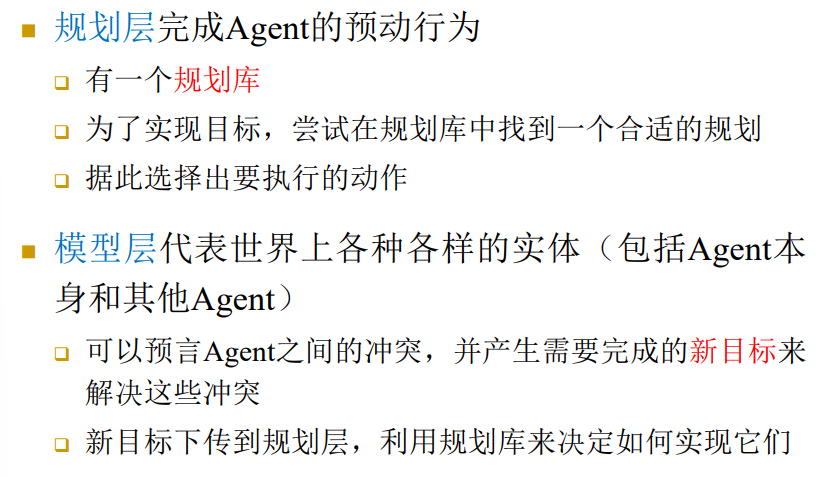 规划层完成Agent的预动行为
有一个规划库
为了实现目标，尝试在规划库中找到一个合适的规划
据此选择出要执行的动作
模型层代表世界上各种各样的实体（包括Agent本
身和其他Agent）
可以预言Agent之间的冲突，并产生需要完成的新目标来
解决这些冲突
新目标下传到规划层，利用规划库来决定如何实现它们